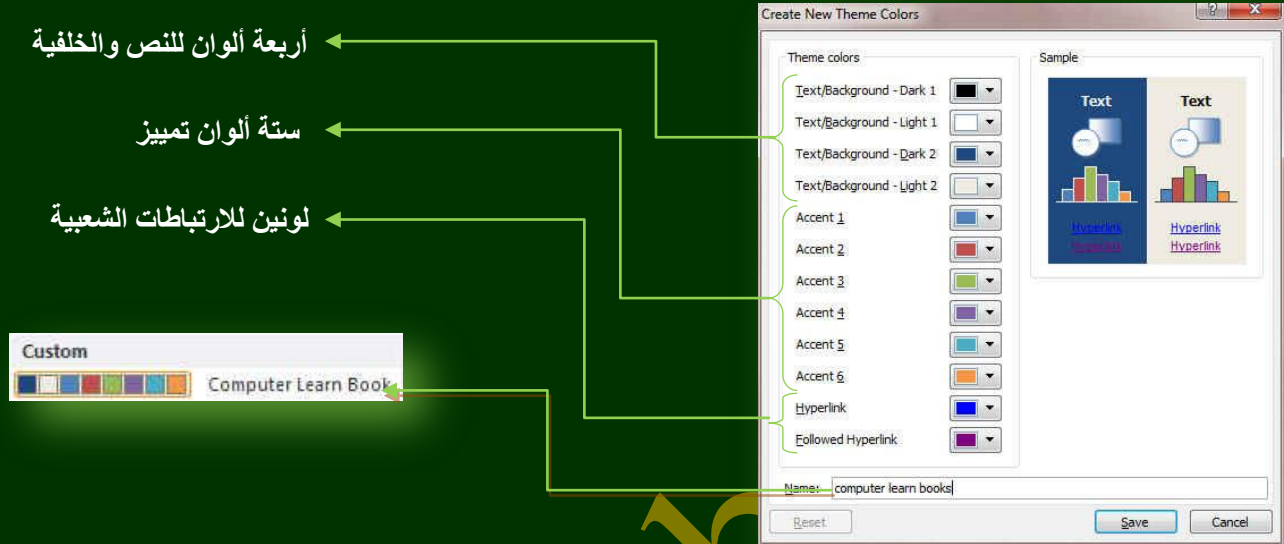 أربعة ألوان للنص والخلفية
ستة ألوان تمييز
لونين للارتباطات الشعبية
Custom
Computer Learn Book
Create New Theme Colors
Theme colors
Text/Background - Dark 1
Text/Background - Light 1
Text/Background - Dark 2
Text/Background - Light 2
Accent 1
Accent 2
Accent 3
Accent 4
Accent 5
Accent 6
Hyperlink
Followed Hyperlink
Sample
Text Text
Hyperlink Hyperlink
Hyperlink Hyperlink
Name: computer learn books
Reset Save Cancel